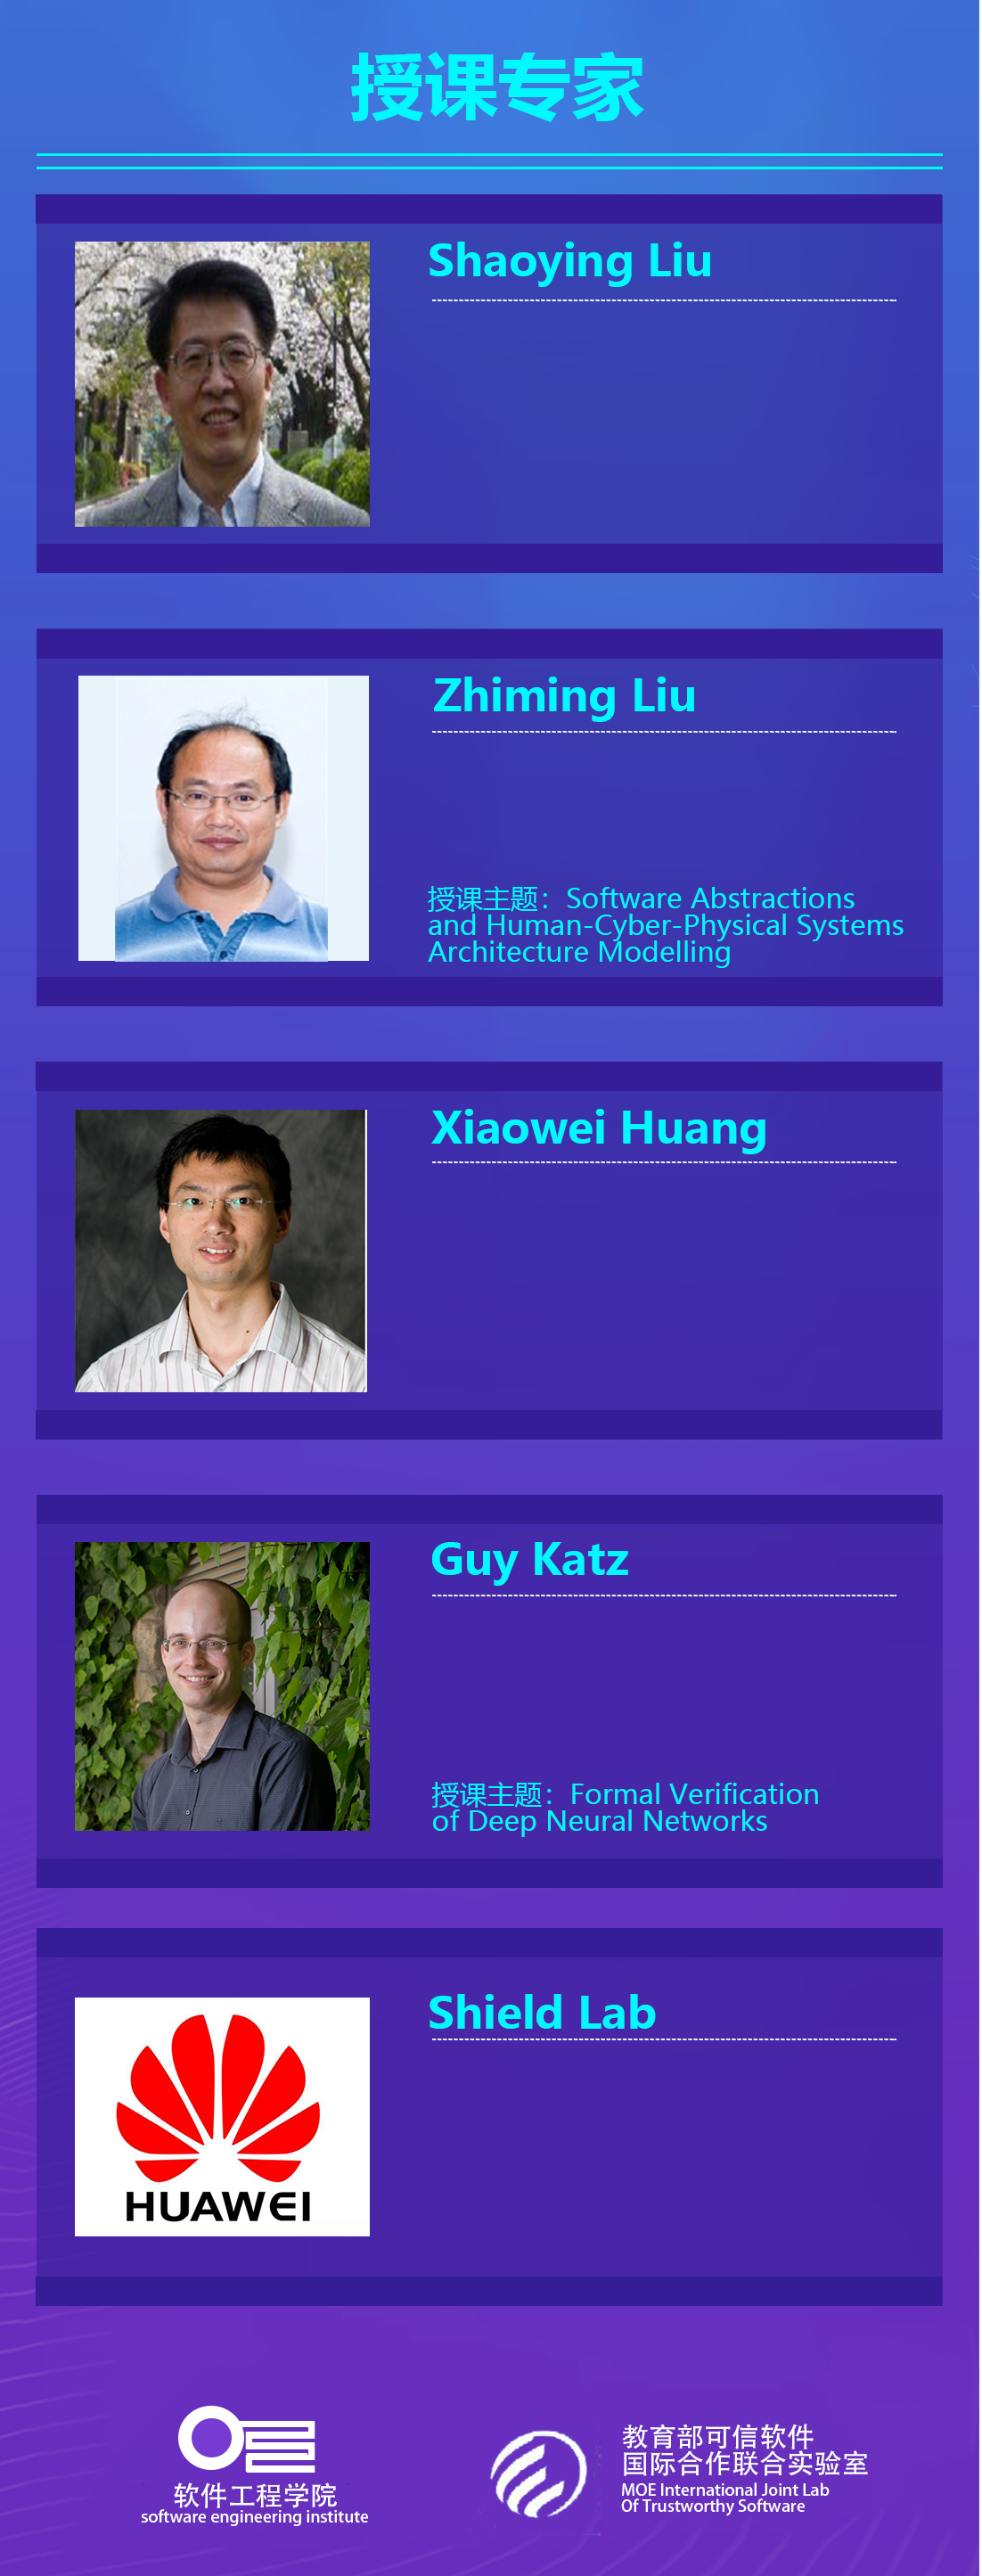 授课专家
Shaoying Liu
Zhiming Liu
授课主题：Software Abstractions
and Human-Cyber-Physical Systems
Architecture Modelling
Xiaowei Huang
Guy Katz
授课主题：Formal Verification
of Deep Neural Networks
Shield Lab
HUAWEI
软件工程学院
software engineering institute
教育部可信软件
国际合作联合实验室
MOE International Joint Lab
Of Trustworthy Software